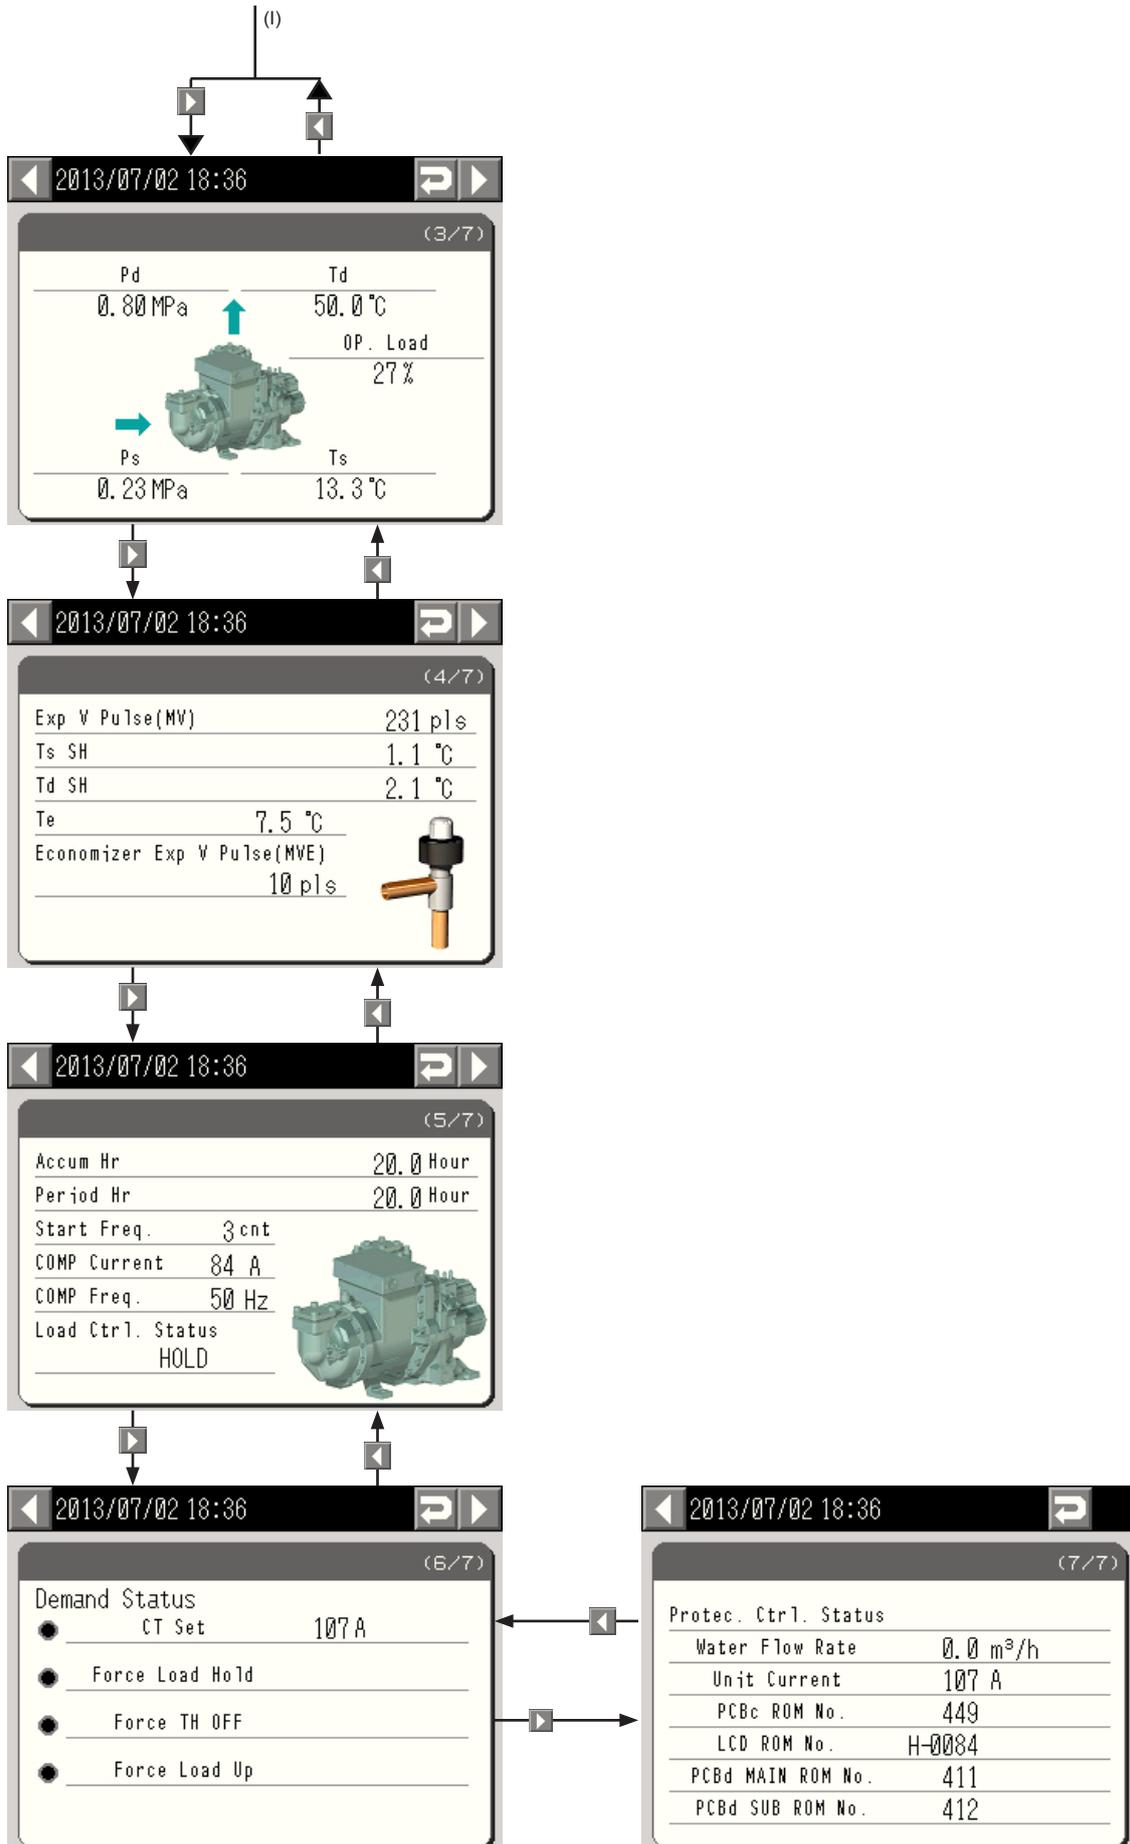 (I)
2013/07/02 18:36
(3/7)
Pd Td
0.80 MPa 50.0 °C
OP. Load
27 %
Ps Ts
0.23 MPa 13.3 °C
2013/07/02 18:36
(4/7)
Exp V Pulse(MV) 231 pls
Ts SH 1.1 °C
Td SH 2.1 °C
Te 7.5 °C
Economizer Exp V Pulse(MVE)
10 pls
2013/07/02 18:36
(5/7)
Accum Hr 20.0 Hour
Period Hr 20.0 Hour
Start Freq. 3 cnt
COMP Current 84 A
COMP Freq. 50 Hz
Load Ctrl. Status
HOLD
2013/07/02 18:36
(6/7)
Demand Status
CT Set 107 A
Force Load Hold
Force TH OFF
Force Load Up
2013/07/02 18:36
(7/7)
Protec. Ctrl. Status
Water Flow Rate 0.0 m³/h
Unit Current 107 A
PCBc ROM No. 449
LCD ROM No. H-0084
PCBd MAIN ROM No. 411
PCBd SUB ROM No. 412